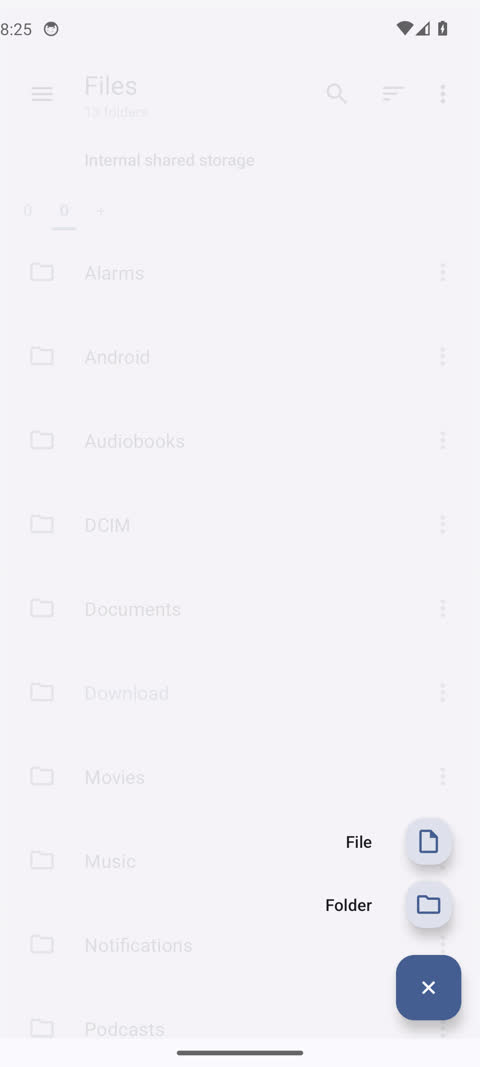 8:25
Files
13 folders
Internal shared storage
0 0 +
Alarms
Android
Audiobooks
DCIM
Documents
Download
Movies
File
Music
Folder
Notifications
Podcasts